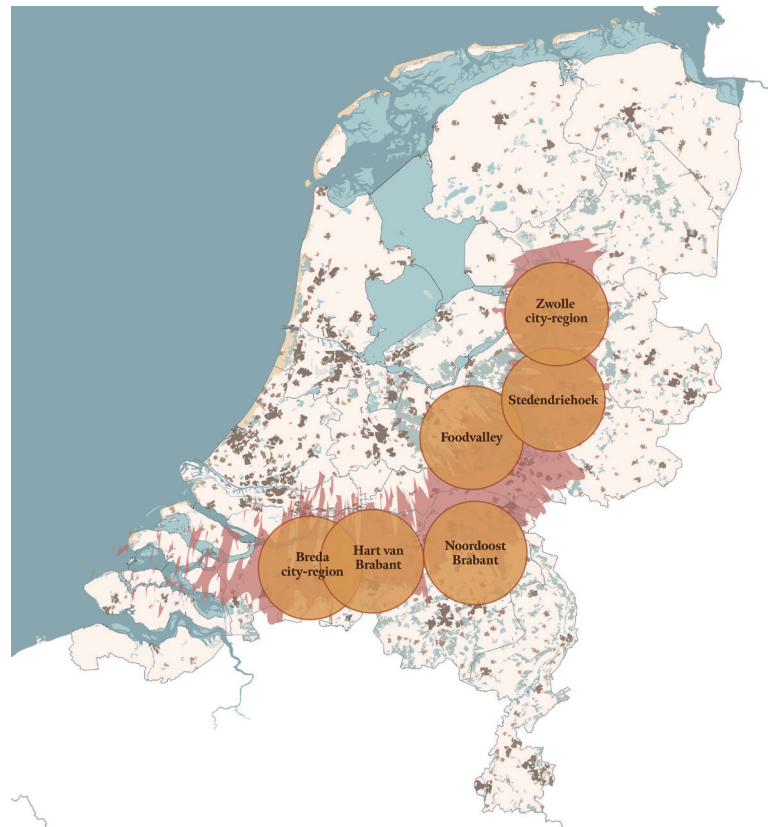 Zwolle
city-region
Stedendriehoek
Foodvalley
Breda
city-region
Hart van
Brabant
Noordoost
Brabant